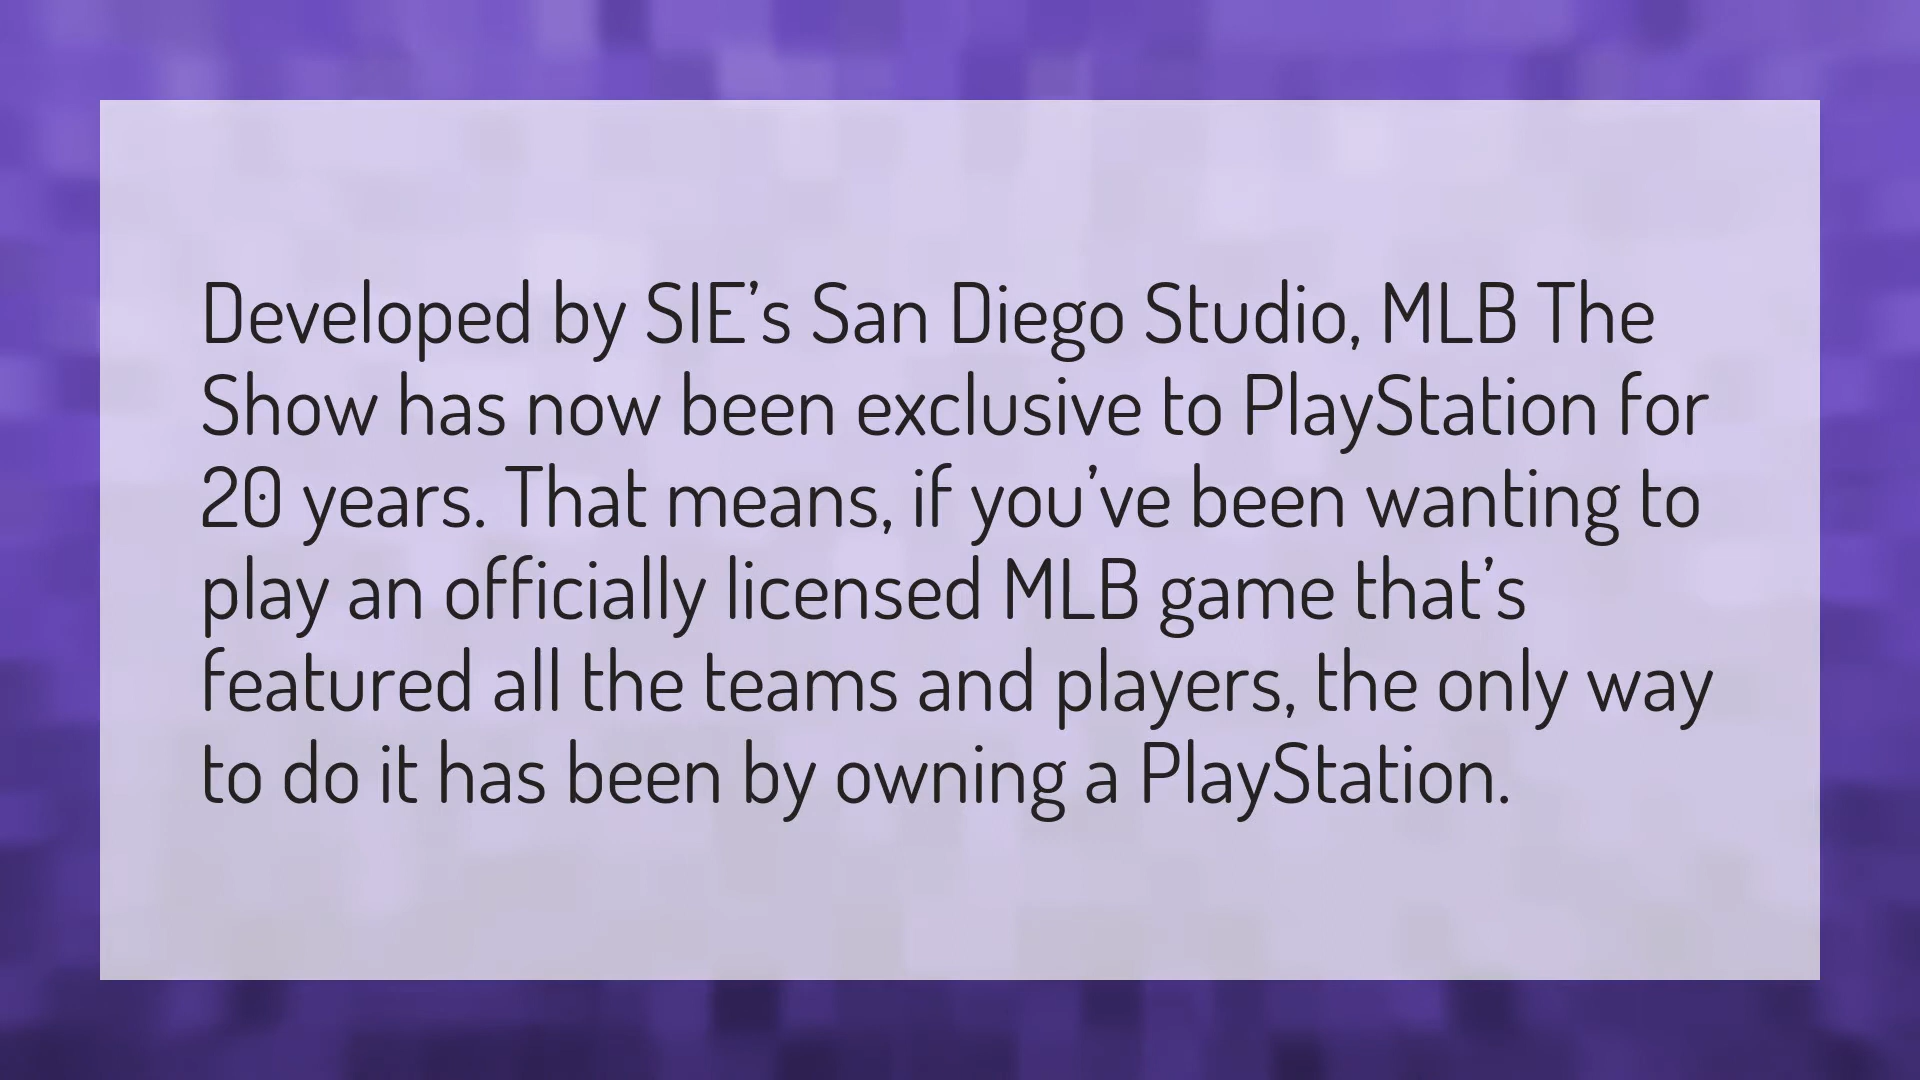 Developed by SIE’s San Diego Studio, MLB The
Show has now been exclusive to PlayStation for
20 years. That means, if you’ve been wanting to
play an officially licensed MLB game that’s
featured all the teams and players, the only way
to do it has been by owning a PlayStation.